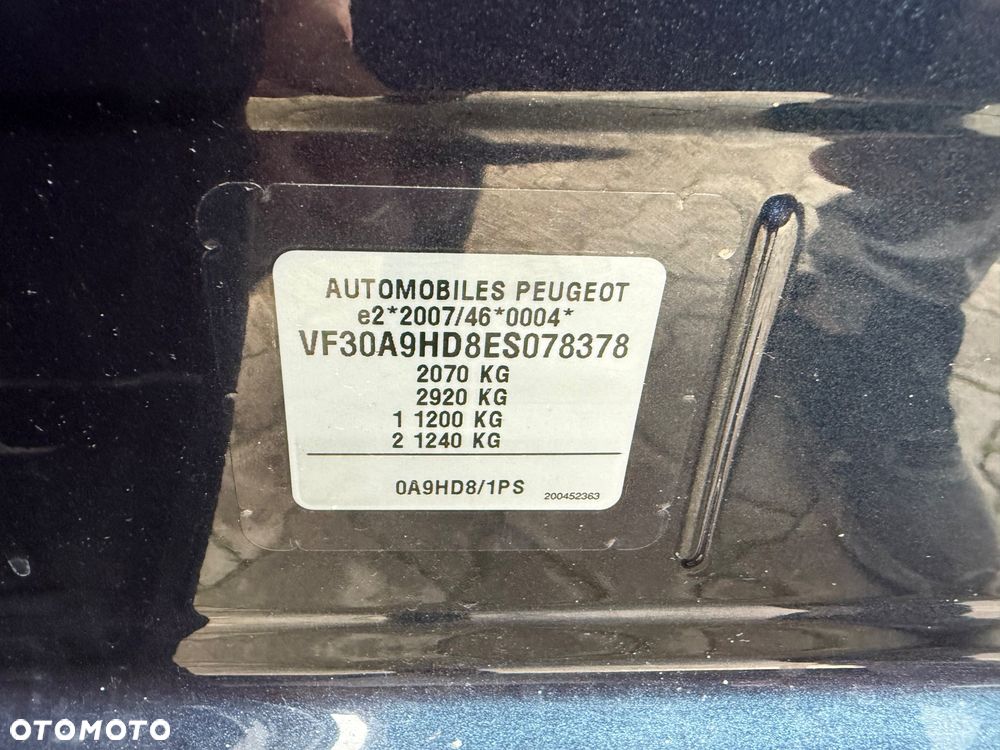 AUTOMOBILES PEUGEOT
e2*2007/46*0004*
VF30A9HD8ES078378
2070 KG
2920 KG
1 1200 KG
2 1240 KG
0A9HD8/1PS 200452363
OTOMOTO